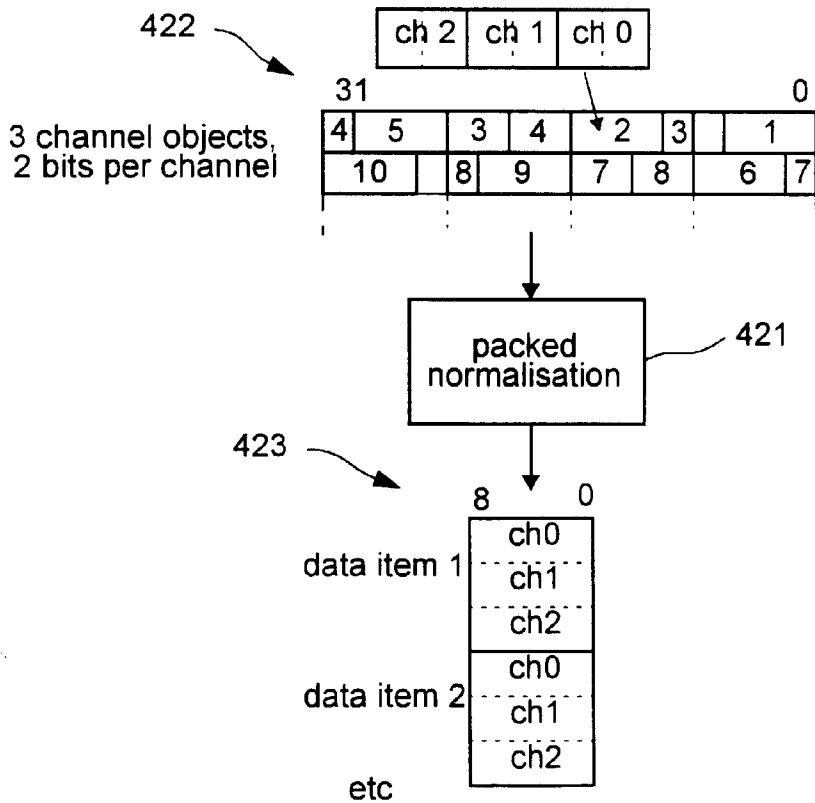 422
ch 2 ch 1 ch 0
31 0
3 channel objects,
2 bits per channel
4 5 3 4 2 3 1
10 8 9 7 8 6 7
packed
normalisation
421
423
8 0
data item 1
ch0
ch1
ch2
data item 2
ch0
ch1
ch2
etc